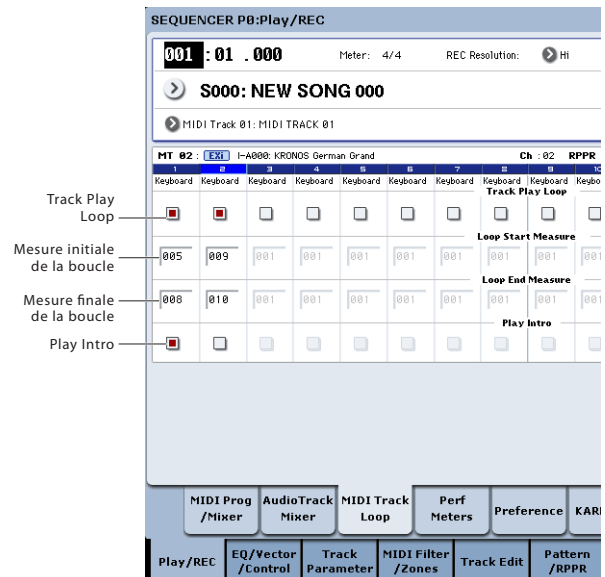 SEQUENCER P0:Play/REC
001 : 01 . 000 Meter: 4/4 REC Resolution: Hi
S000: NEW SONG 000
MIDI Track 01: MIDI TRACK 01
MT 02 : EXi I-A000: KRONOS German Grand Ch : 02 RPPR
1 2 3 4 5 6 7 8 9 10
Keyboard Keyboard Keyboard Keyboard Keyboard Keyboard Keyboard Keyboard Keyboard Keybo
Track Play Loop
Track Play
Loop
Loop Start Measure
Mesure initiale
de la boucle
005 009 001 001 001 001 001 001 001 001
Loop End Measure
Mesure finale
de la boucle
008 010 001 001 001 001 001 001 001 001
Play Intro
Play Intro
MIDI Prog
/Mixer
AudioTrack
Mixer
MIDI Track
Loop
Perf
Meters
Preference
KAR
Play/REC
EQ/Vector
/Control
Track
Parameter
MIDI Filter
/Zones
Track Edit
Pattern
/RPPR